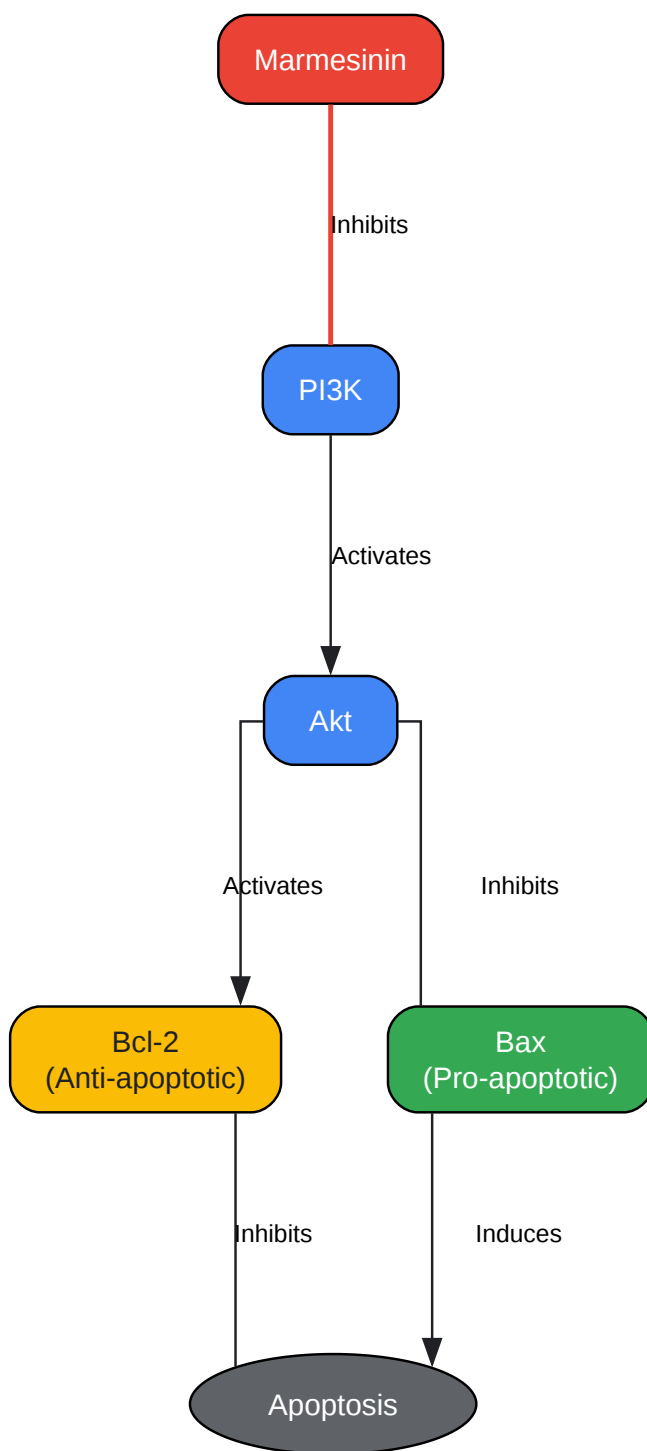 Marmesinin
Inhibits
PI3K
Activates
Akt
Activates
Inhibits
Bcl-2
(Anti-apoptotic)
Bax
(Pro-apoptotic)
Inhibits
Induces
Apoptosis